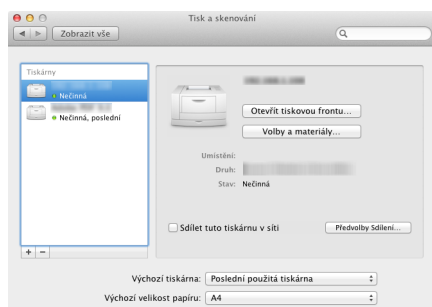 Tisk a skenování
Zobrazit vše
Tiskárny
Nečinná
Nečinná, poslední
Otevřít tiskovou frontu...
Volby a materiály...
Umístění:
Druh:
Stav: Nečinná
Sdílet tuto tiskárnu v síti
Předvolby Sdílení...
+ −
Výchozí tiskárna: Poslední použitá tiskárna
Výchozí velikost papíru: A4